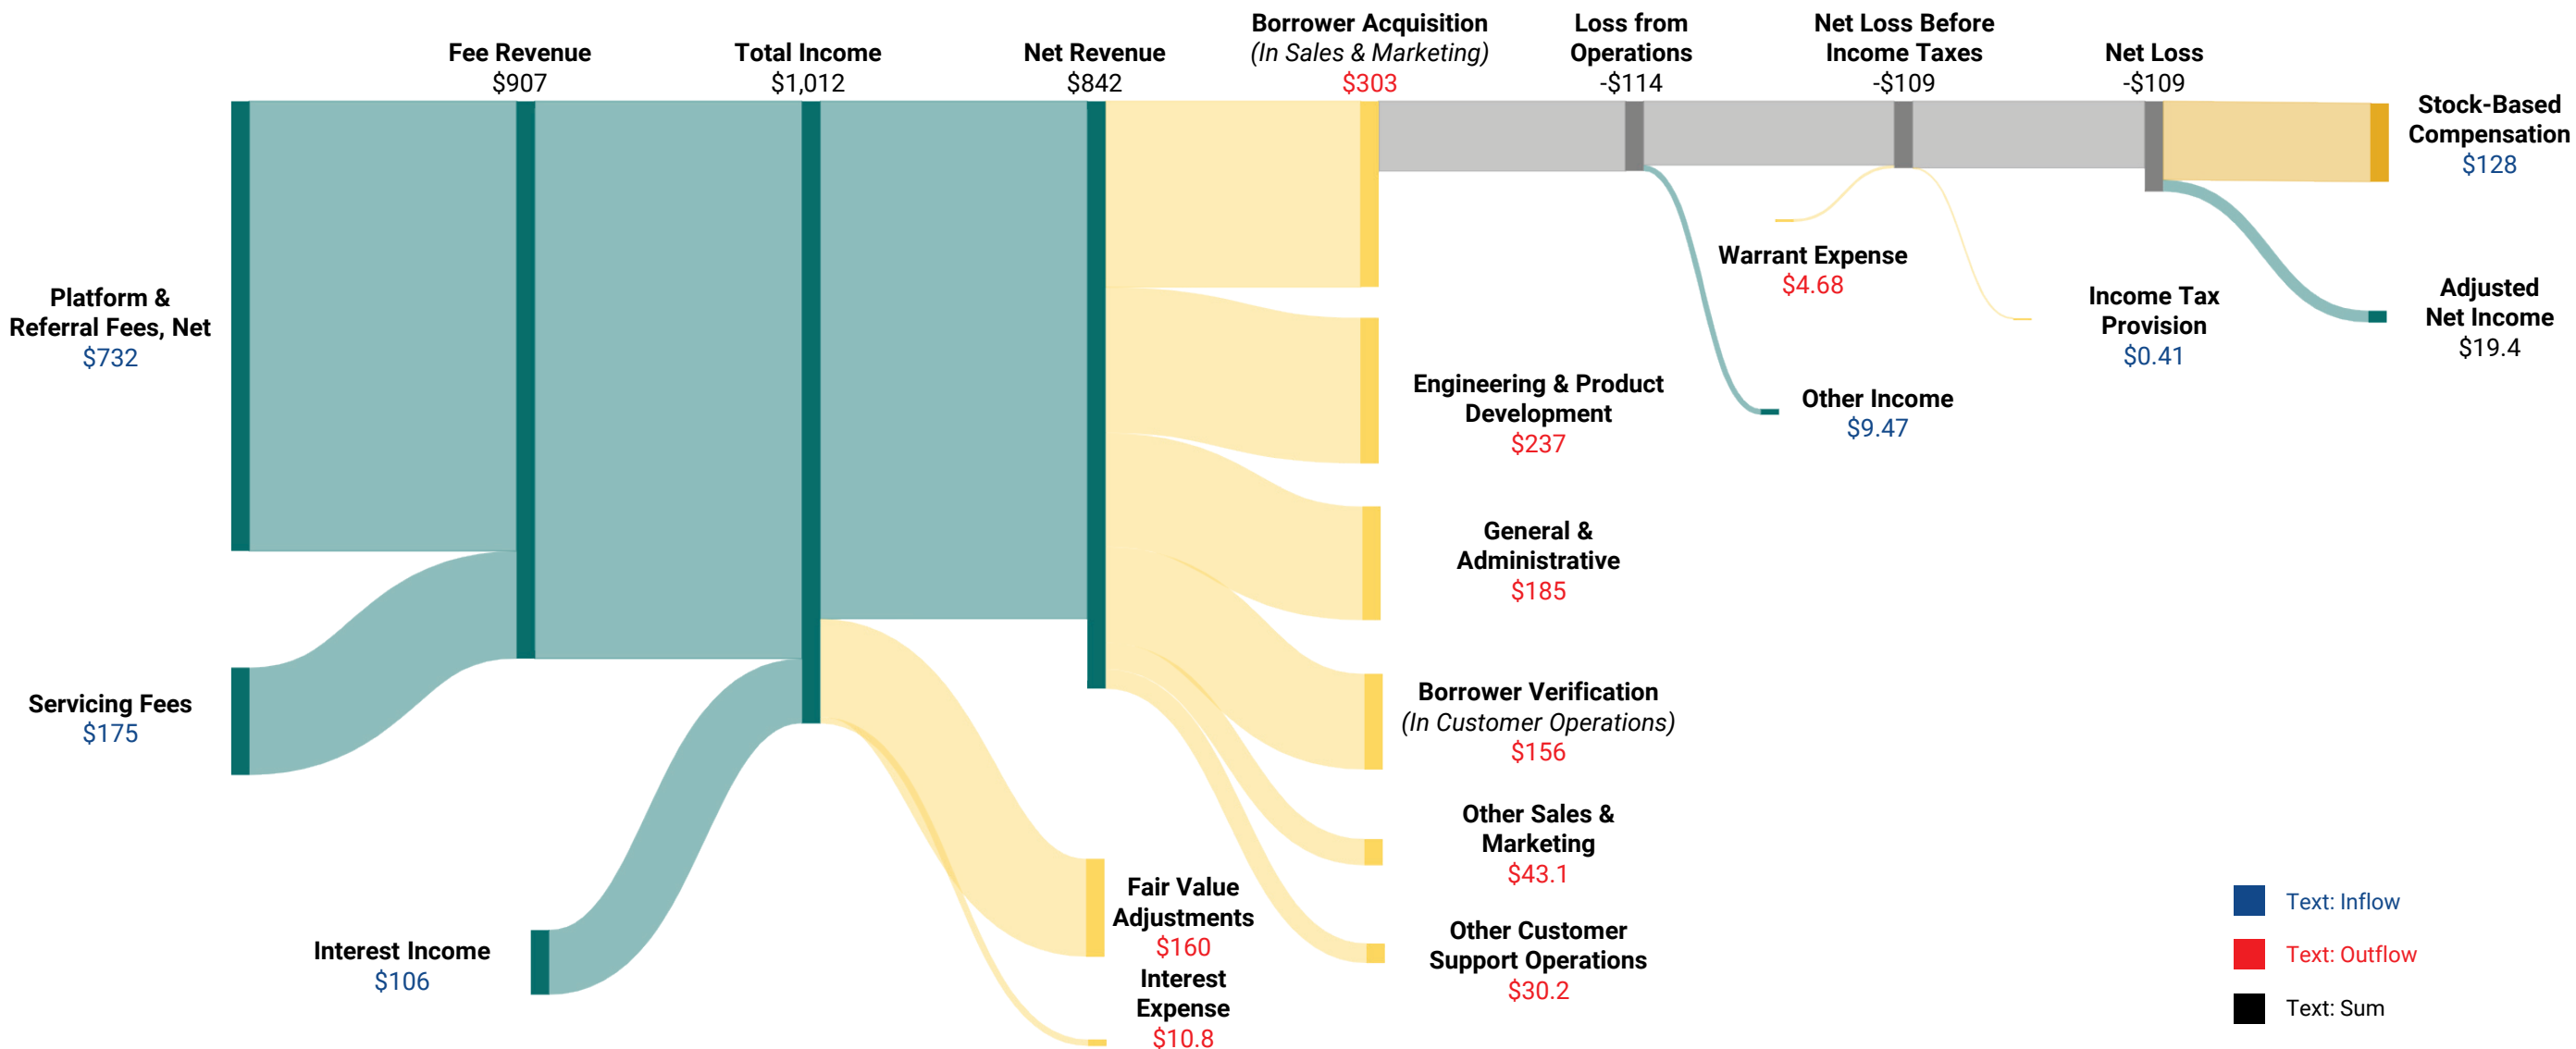 Fee Revenue
$907
Total Income
$1,012
Net Revenue
$842
Borrower Acquisition
(In Sales & Marketing)
$303
Loss from
Operations
-$114
Net Loss Before
Income Taxes
-$109
Net Loss
-$109
Stock-Based
Compensation
$128
Platform &
Referral Fees, Net
$732
Warrant Expense
$4.68
Income Tax
Provision
$0.41
Adjusted
Net Income
$19.4
Engineering & Product
Development
$237
Other Income
$9.47
General &
Administrative
$185
Servicing Fees
$175
Borrower Verification
(In Customer Operations)
$156
Other Sales &
Marketing
$43.1
Interest Income
$106
Fair Value
Adjustments
$160
Interest
Expense
$10.8
Other Customer
Support Operations
$30.2
Text: Inflow
Text: Outflow
Text: Sum